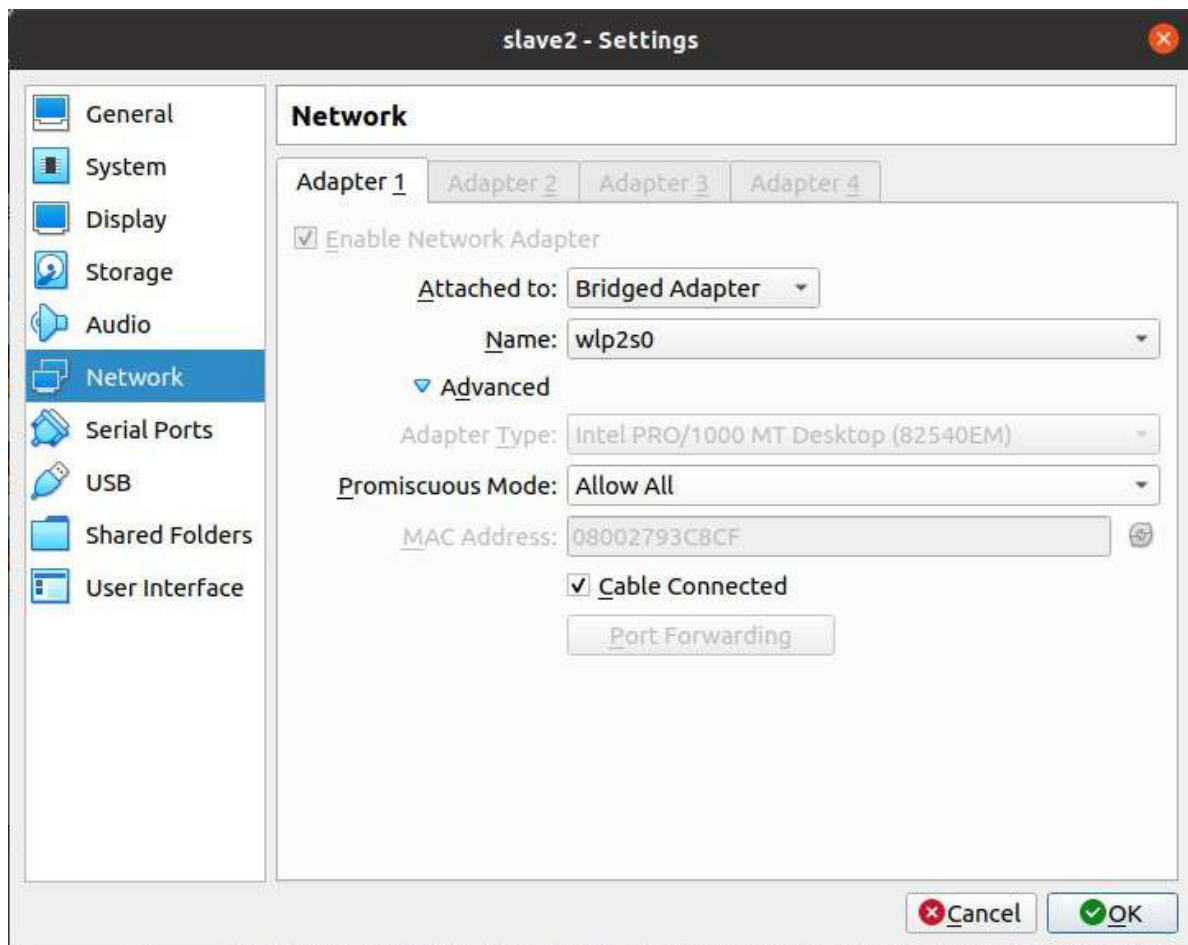 slave2 - Settings
General
System
Display
Storage
Audio
Network
Serial Ports
USB
Shared Folders
User Interface
Network
Adapter 1 Adapter 2 Adapter 3 Adapter 4
Enable Network Adapter
Attached to: Bridged Adapter
Name: wlp2s0
Advanced
Adapter Type: Intel PRO/1000 MT Desktop (82540EM)
Promiscuous Mode: Allow All
MAC Address: 08002793C8CF
Cable Connected
Port Forwarding
Cancel OK